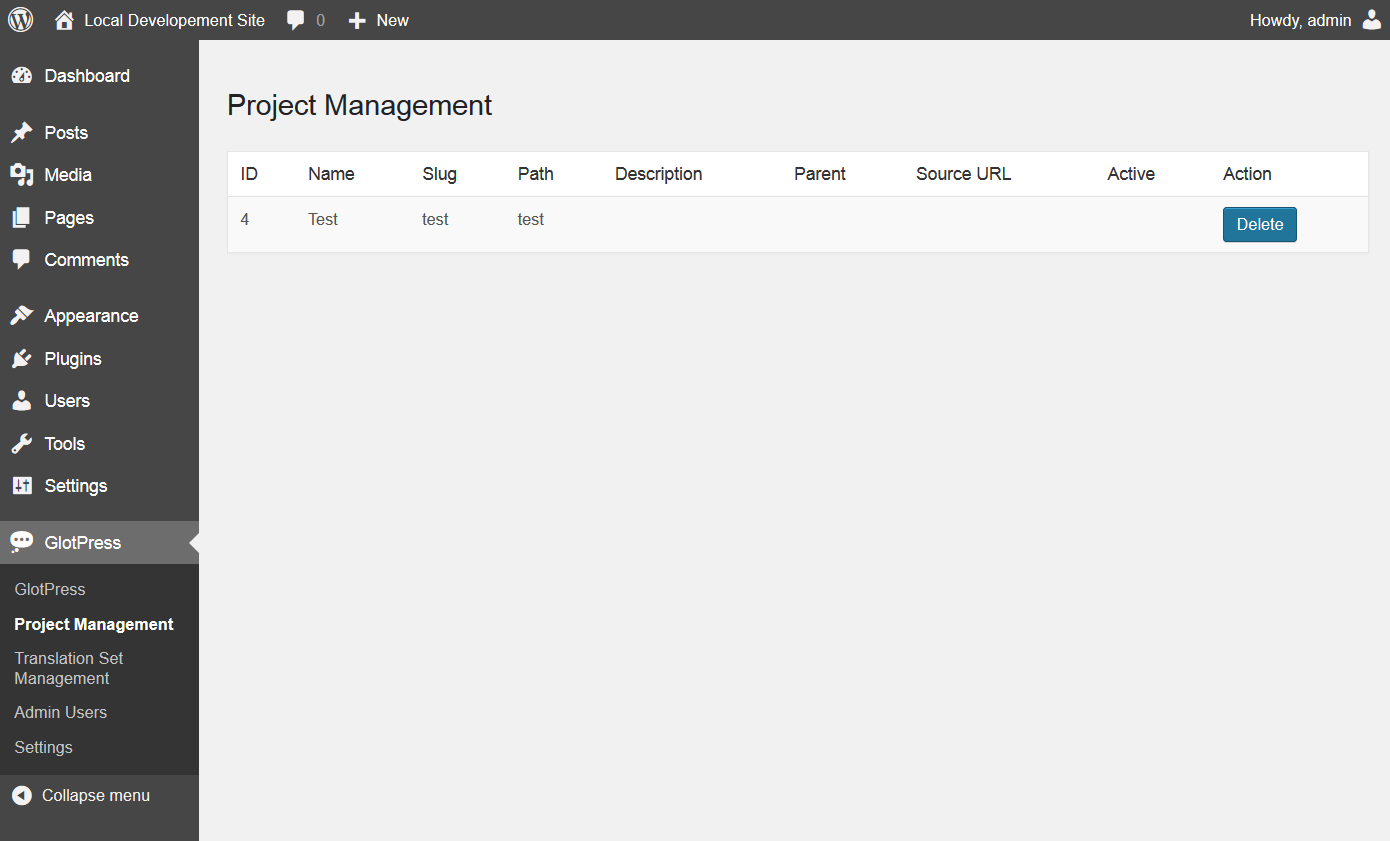 Local Developement Site 0 New Howdy, admin
Dashboard
Posts
Media
Pages
Comments
Appearance
Plugins
Users
Tools
Settings
GlotPress
GlotPress
Project Management
Translation Set
Management
Admin Users
Settings
Collapse menu
Project Management
ID Name Slug Path Description Parent Source URL Active Action
4 Test test test Delete